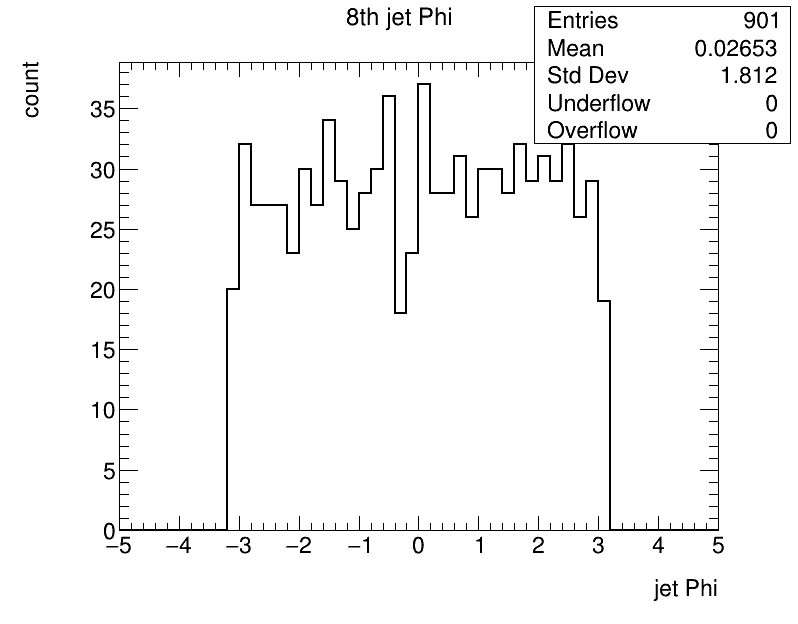 8th jet Phi
Entries 901
Mean 0.02653
Std Dev 1.812
Underflow 0
Overflow 0
count
35
30
25
20
15
10
5
0
−5 −4 −3 −2 −1 0 1 2 3 4 5
jet Phi